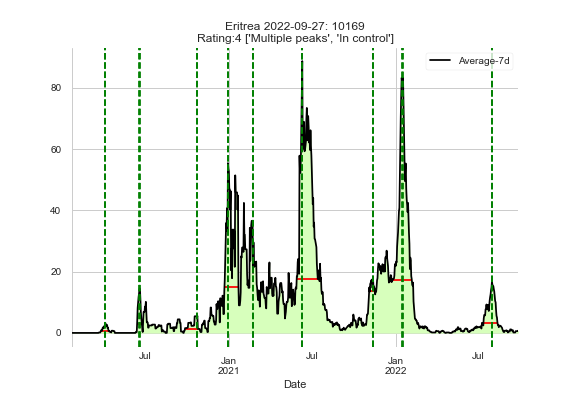 Eritrea 2022-09-27: 10169
Rating:4 ['Multiple peaks', 'In control']
Average-7d
80
60
40
20
0
Jul
Jan
2021
Jul
Jan
2022
Jul
Date